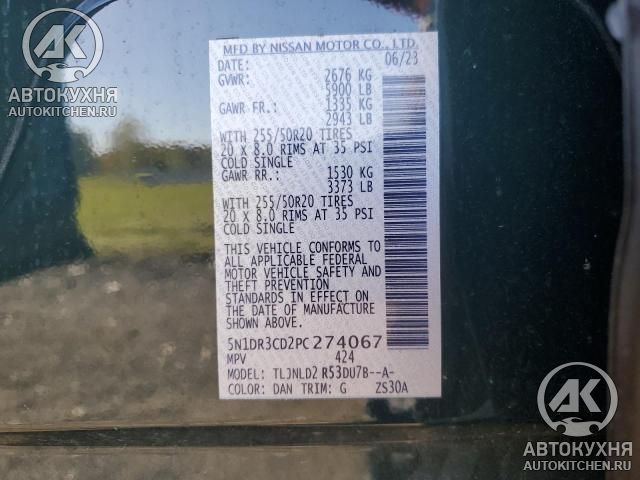 АК
АВТОКУХНЯ
AUTOKITCHEN.RU
MFD BY NISSAN MOTOR CO., LTD.
DATE: 06/23
GVWR: 2676 KG
5900 LB
GAWR FR.: 1335 KG
2943 LB
WITH 255/50R20 TIRES
20 x 8.0 RIMS AT 35 PSI
COLD SINGLE
GAWR RR.: 1530 KG
3373 LB
WITH 255/50R20 TIRES
20 x 8.0 RIMS AT 35 PSI
COLD SINGLE
THIS VEHICLE CONFORMS TO
ALL APPLICABLE FEDERAL
MOTOR VEHICLE SAFETY AND
THEFT PREVENTION
STANDARDS IN EFFECT ON
THE DATE OF MANUFACTURE
SHOWN ABOVE.
5N1DR3CD2PC274067
MPV 424
MODEL: TLJNLD2 R53DU7B--A-
COLOR: DAN TRIM: G ZS30A
АК
АВТОКУХНЯ
AUTOKITCHEN.RU